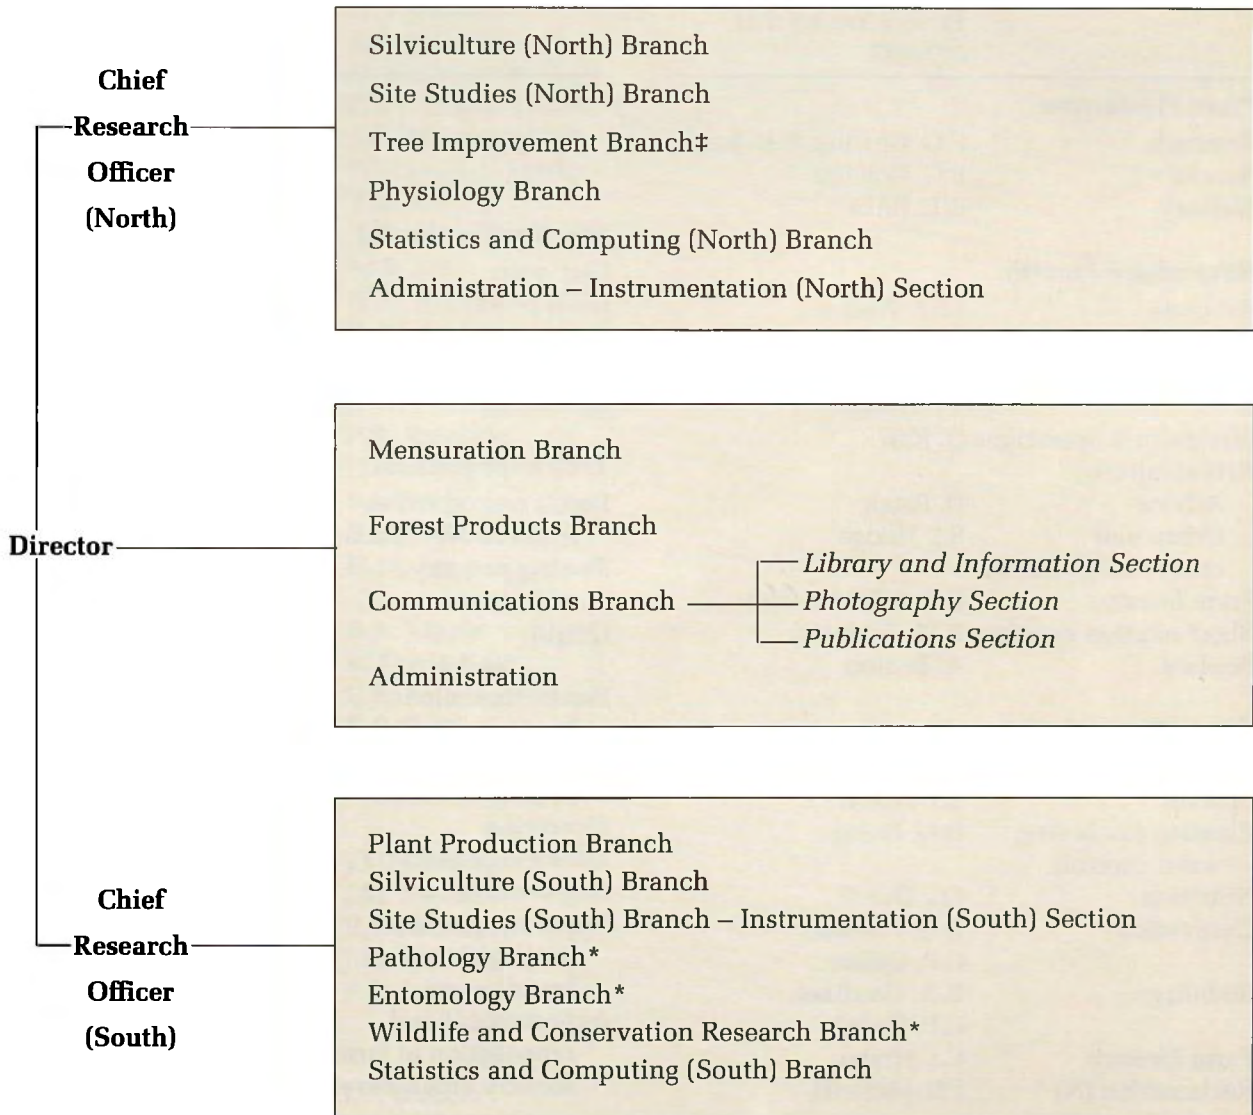 Chief
Research
Officer
(North)
Silviculture (North) Branch
Site Studies (North) Branch
Tree Improvement Branch‡
Physiology Branch
Statistics and Computing (North) Branch
Administration – Instrumentation (North) Section
Director
Mensuration Branch
Forest Products Branch
Communications Branch
Library and Information Section
Photography Section
Publications Section
Administration
Chief
Research
Officer
(South)
Plant Production Branch
Silviculture (South) Branch
Site Studies (South) Branch – Instrumentation (South) Section
Pathology Branch*
Entomology Branch*
Wildlife and Conservation Research Branch*
Statistics and Computing (South) Branch